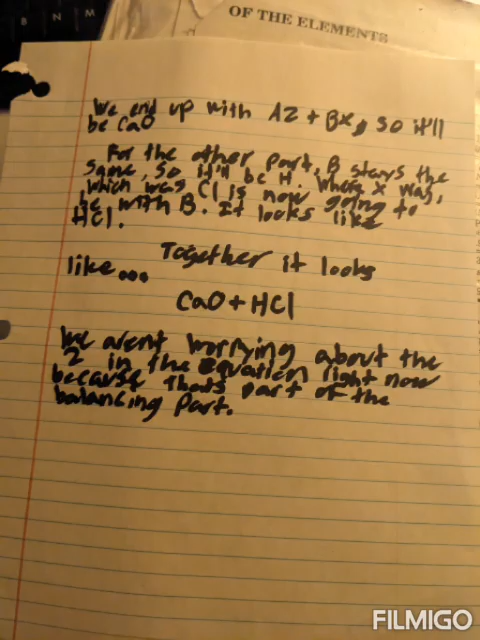 B N M
OF THE ELEMENTS
We end up with AZ + BX, so it'll
be CaO
For the other part, B stays the
same, so it'll be H. Where X was,
which was Cl is now going to
be with B. It looks like
HCl.
Together it looks
like...
CaO + HCl
We arent worrying about the
2 in the equation right now
because thats part of the
balancing part.
FILMIGO